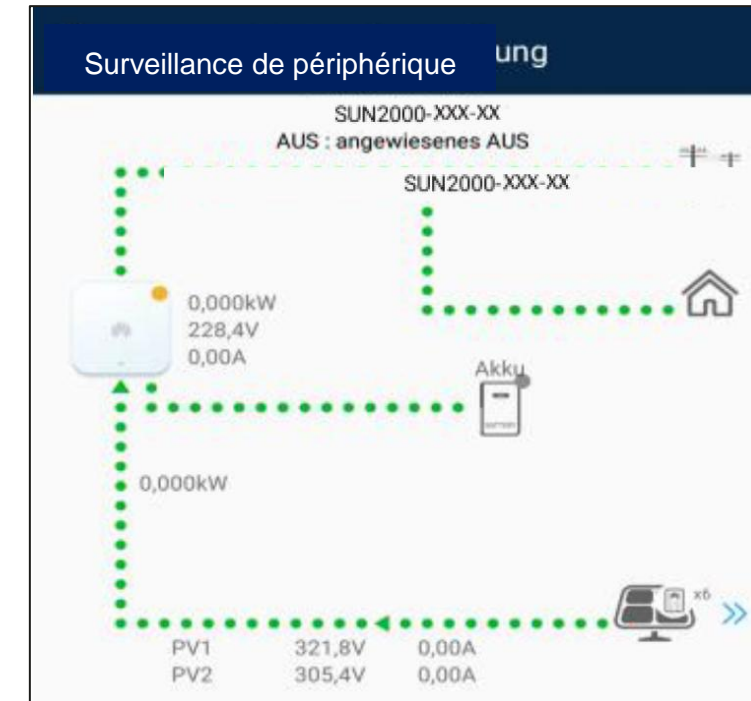 Surveillance de périphérique ung
SUN2000-XXX-XX
AUS : angewiesenes AUS
SUN2000-XXX-XX
0,000kW
228,4V
0,00A
Akku
0,000kW
x6
PV1 321,8V 0,00A
PV2 305,4V 0,00A